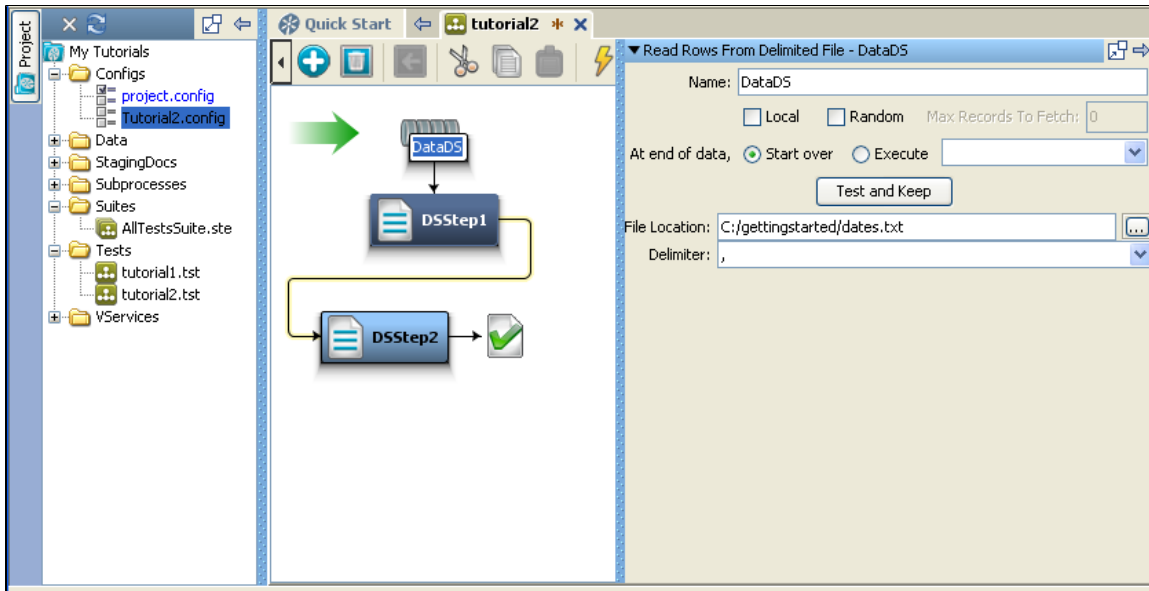 Project
My Tutorials
Configs
project.config
Tutorial2.config
Data
StagingDocs
Subprocesses
Suites
AllTestsSuite.ste
Tests
tutorial1.tst
tutorial2.tst
VServices
Quick Start
tutorial2
DataDS
DSStep1
DSStep2
Read Rows From Delimited File - DataDS
Name: DataDS
Local Random Max Records To Fetch: 0
At end of data, Start over Execute
Test and Keep
File Location: C:/gettingstarted/dates.txt ...
Delimiter: ,